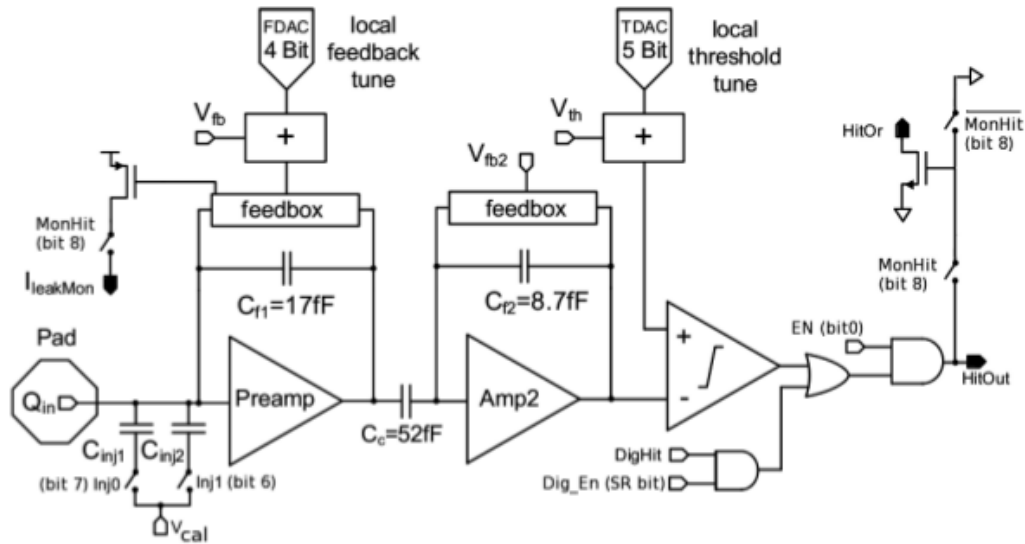 FDAC
4 Bit
local
feedback
tune
TDAC
5 Bit
local
threshold
tune
Vfb
+
Vth
+
MonHit
(bit 8)
HitOr
Vfb2
feedbox
feedbox
MonHit
(bit 8)
IleakMon
Cf1=17fF
Cf2=8.7fF
MonHit
(bit 8)
Pad
Qin
Preamp
Cc=52fF
Amp2
+
-
EN (bit0)
HitOut
Cinj1
Cinj2
(bit 7) Inj0
Inj1 (bit 6)
Vcal
DigHit
Dig_En (SR bit)